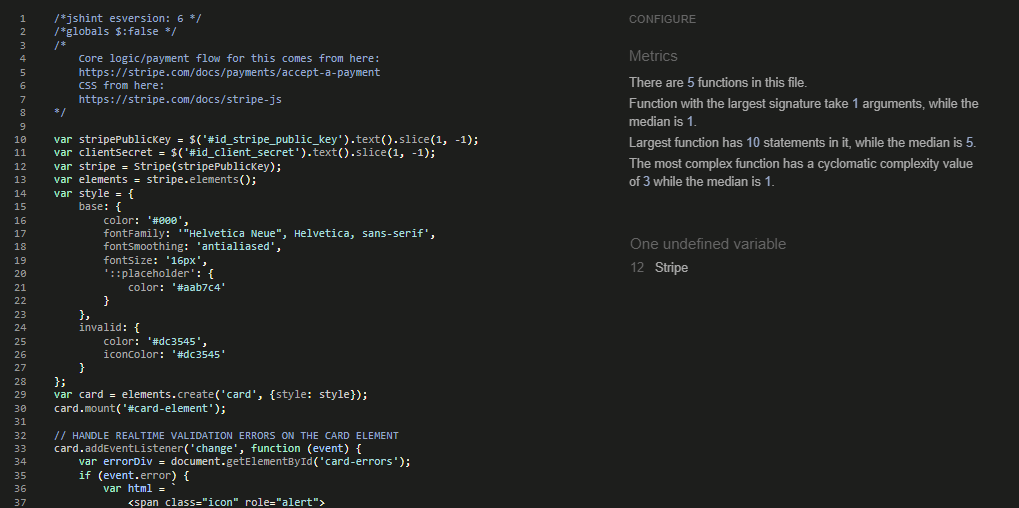 1 /*jshint esversion: 6 */
2 /*globals $:false */
3 /*
4 Core logic/payment flow for this comes from here:
5 https://stripe.com/docs/payments/accept-a-payment
6 CSS from here:
7 https://stripe.com/docs/stripe-js
8 */
9
10 var stripePublicKey = $('#id_stripe_public_key').text().slice(1, -1);
11 var clientSecret = $('#id_client_secret').text().slice(1, -1);
12 var stripe = Stripe(stripePublicKey);
13 var elements = stripe.elements();
14 var style = {
15 base: {
16 color: '#000',
17 fontFamily: '"Helvetica Neue", Helvetica, sans-serif',
18 fontSmoothing: 'antialiased',
19 fontSize: '16px',
20 '::placeholder': {
21 color: '#aab7c4'
22 }
23 },
24 invalid: {
25 color: '#dc3545',
26 iconColor: '#dc3545'
27 }
28 };
29 var card = elements.create('card', {style: style});
30 card.mount('#card-element');
31
32 // HANDLE REALTIME VALIDATION ERRORS ON THE CARD ELEMENT
33 card.addEventListener('change', function (event) {
34 var errorDiv = document.getElementById('card-errors');
35 if (event.error) {
36 var html = `
37 <span class="icon" role="alert">
CONFIGURE
Metrics
There are 5 functions in this file.
Function with the largest signature take 1 arguments, while the
median is 1.
Largest function has 10 statements in it, while the median is 5.
The most complex function has a cyclomatic complexity value
of 3 while the median is 1.
One undefined variable
12 Stripe